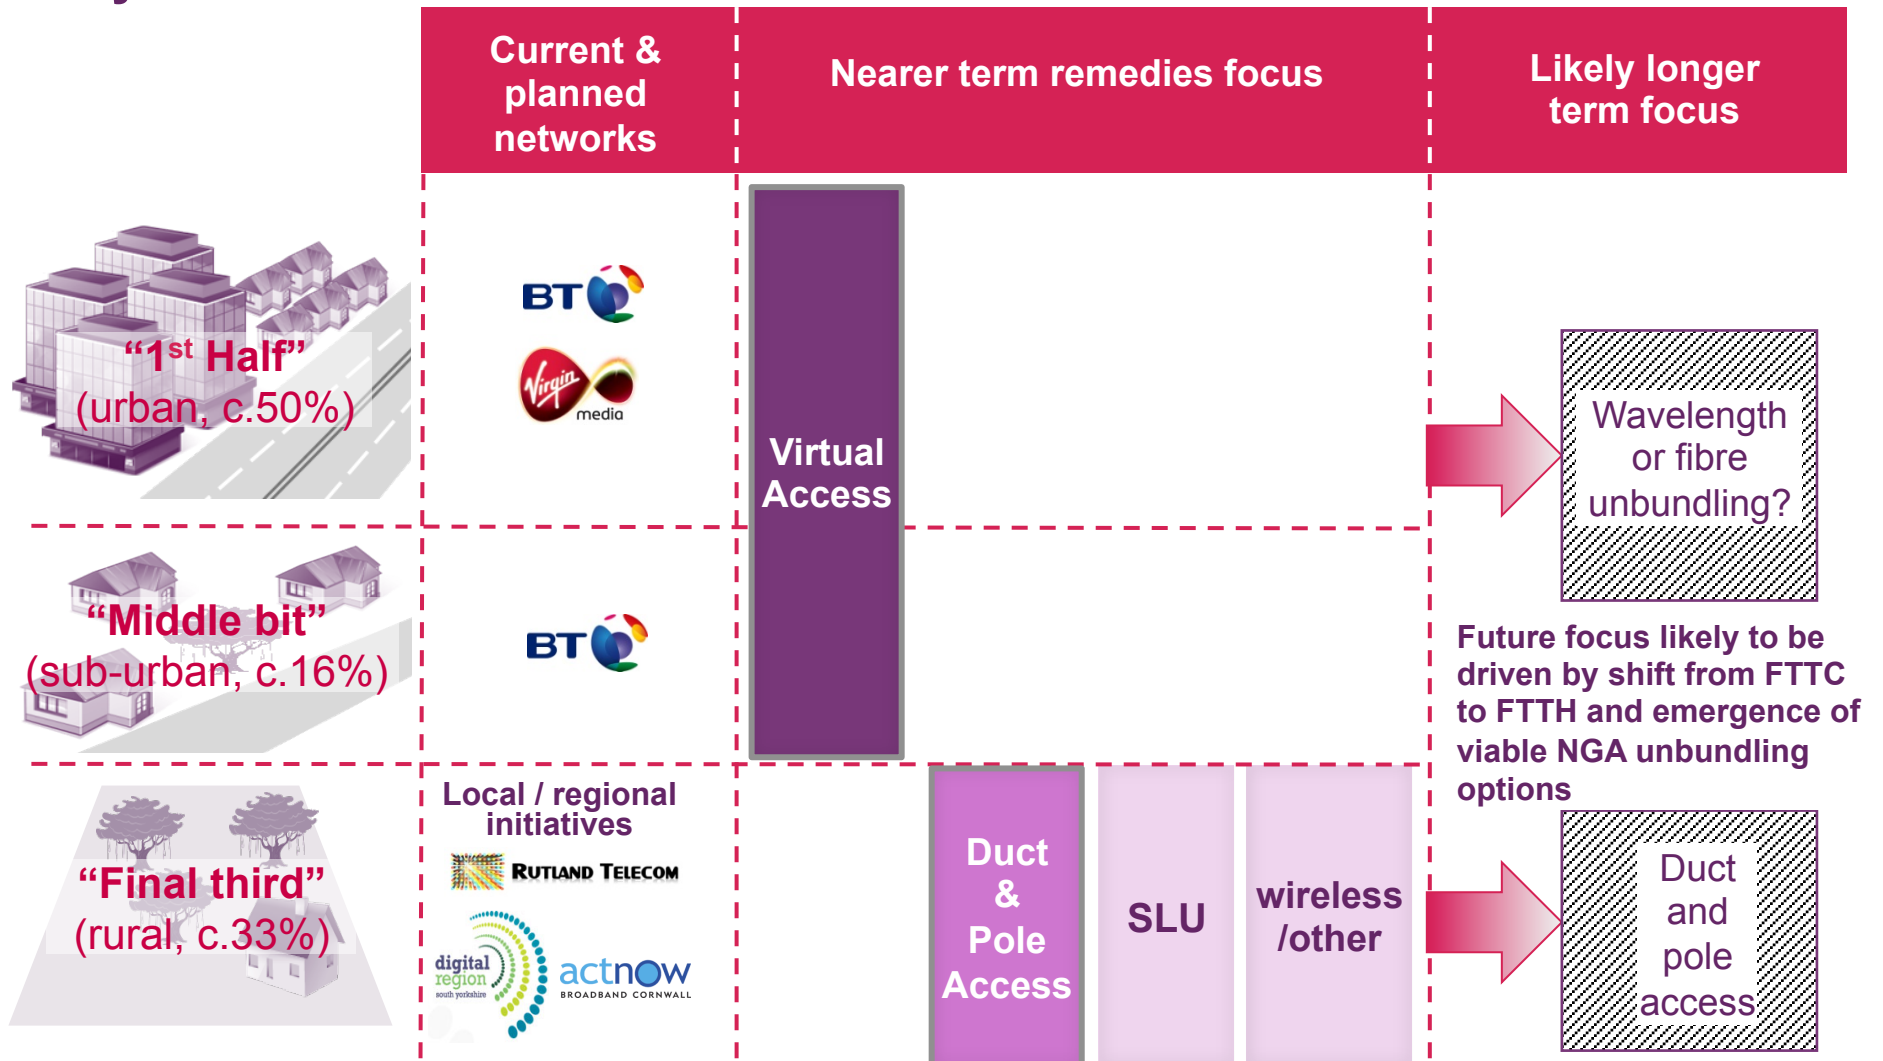 Current &
planned
networks
Nearer term remedies focus
Likely longer
term focus
“1st Half”
(urban, c.50%)
BT
Virgin
media
Virtual
Access
Wavelength
or fibre
unbundling?
“Middle bit”
(sub-urban, c.16%)
BT
Future focus likely to be
driven by shift from FTTC
to FTTH and emergence of
viable NGA unbundling
options
“Final third”
(rural, c.33%)
Local / regional
initiatives
RUTLAND TELECOM
digital
region
south yorkshire
actnow
BROADBAND CORNWALL
Duct
&
Pole
Access
SLU
wireless
/other
Duct
and
pole
access